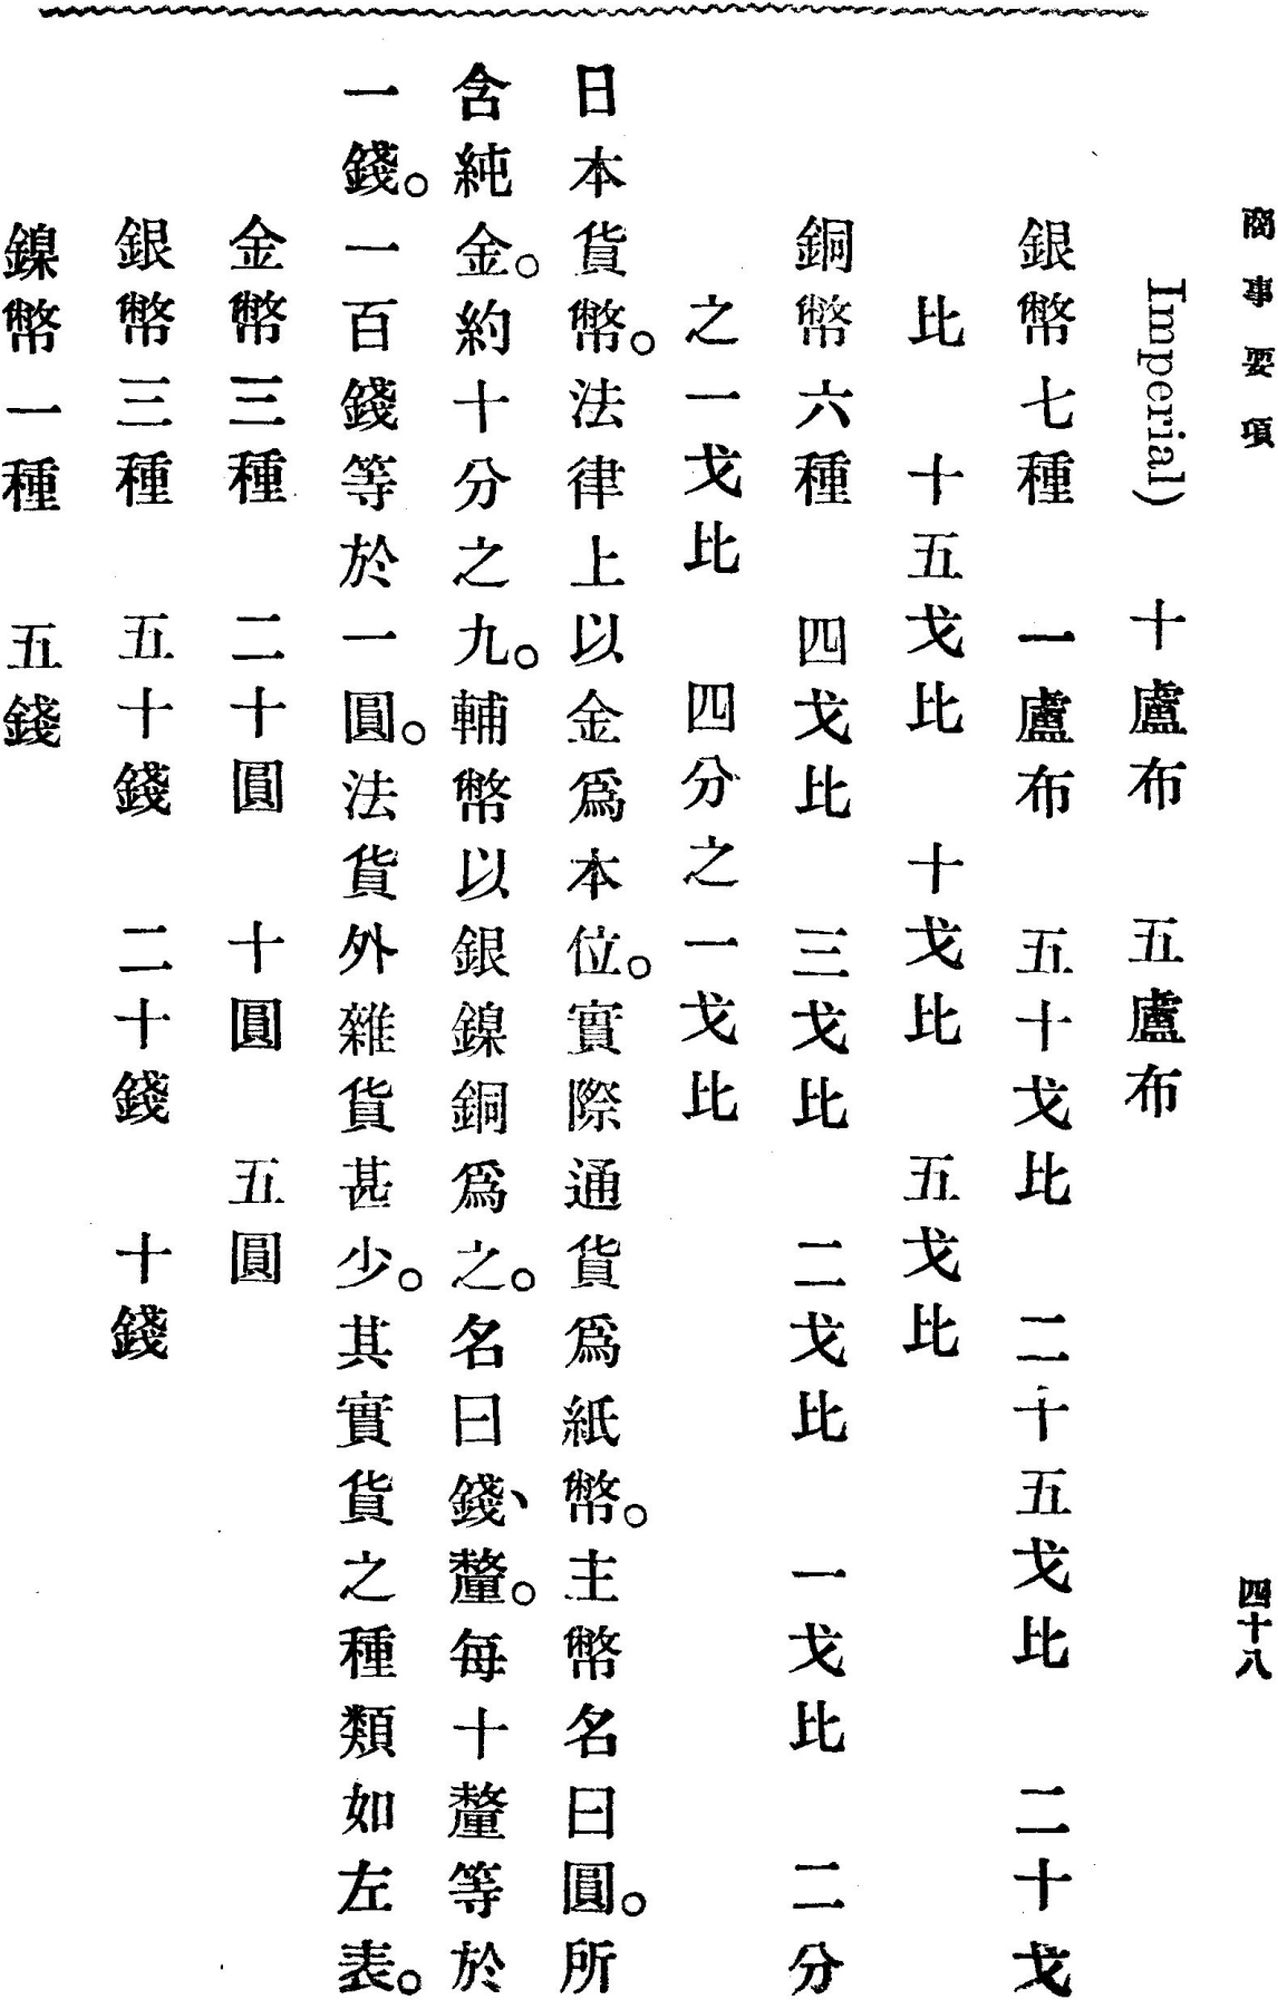 商事要項 四十八
Imperial) 十盧布 五盧布
銀幣七種 一盧布 五十戈比 二十五戈比 二十戈
比 十五戈比 十戈比 五戈比
銅幣六種 四戈比 三戈比 二戈比 一戈比 二分
之一戈比 四分之一戈比
日本貨幣。法律上以金爲本位。實際通貨爲紙幣。主幣名曰圓。所
含純金。約十分之九。輔幣以銀鎳銅爲之。名曰錢、釐。每十釐等於
一錢。一百錢等於一圓。法貨外雜貨甚少。其實貨之種類如左表。
金幣三種 二十圓 十圓 五圓
銀幣三種 五十錢 二十錢 十錢
鎳幣一種 五錢